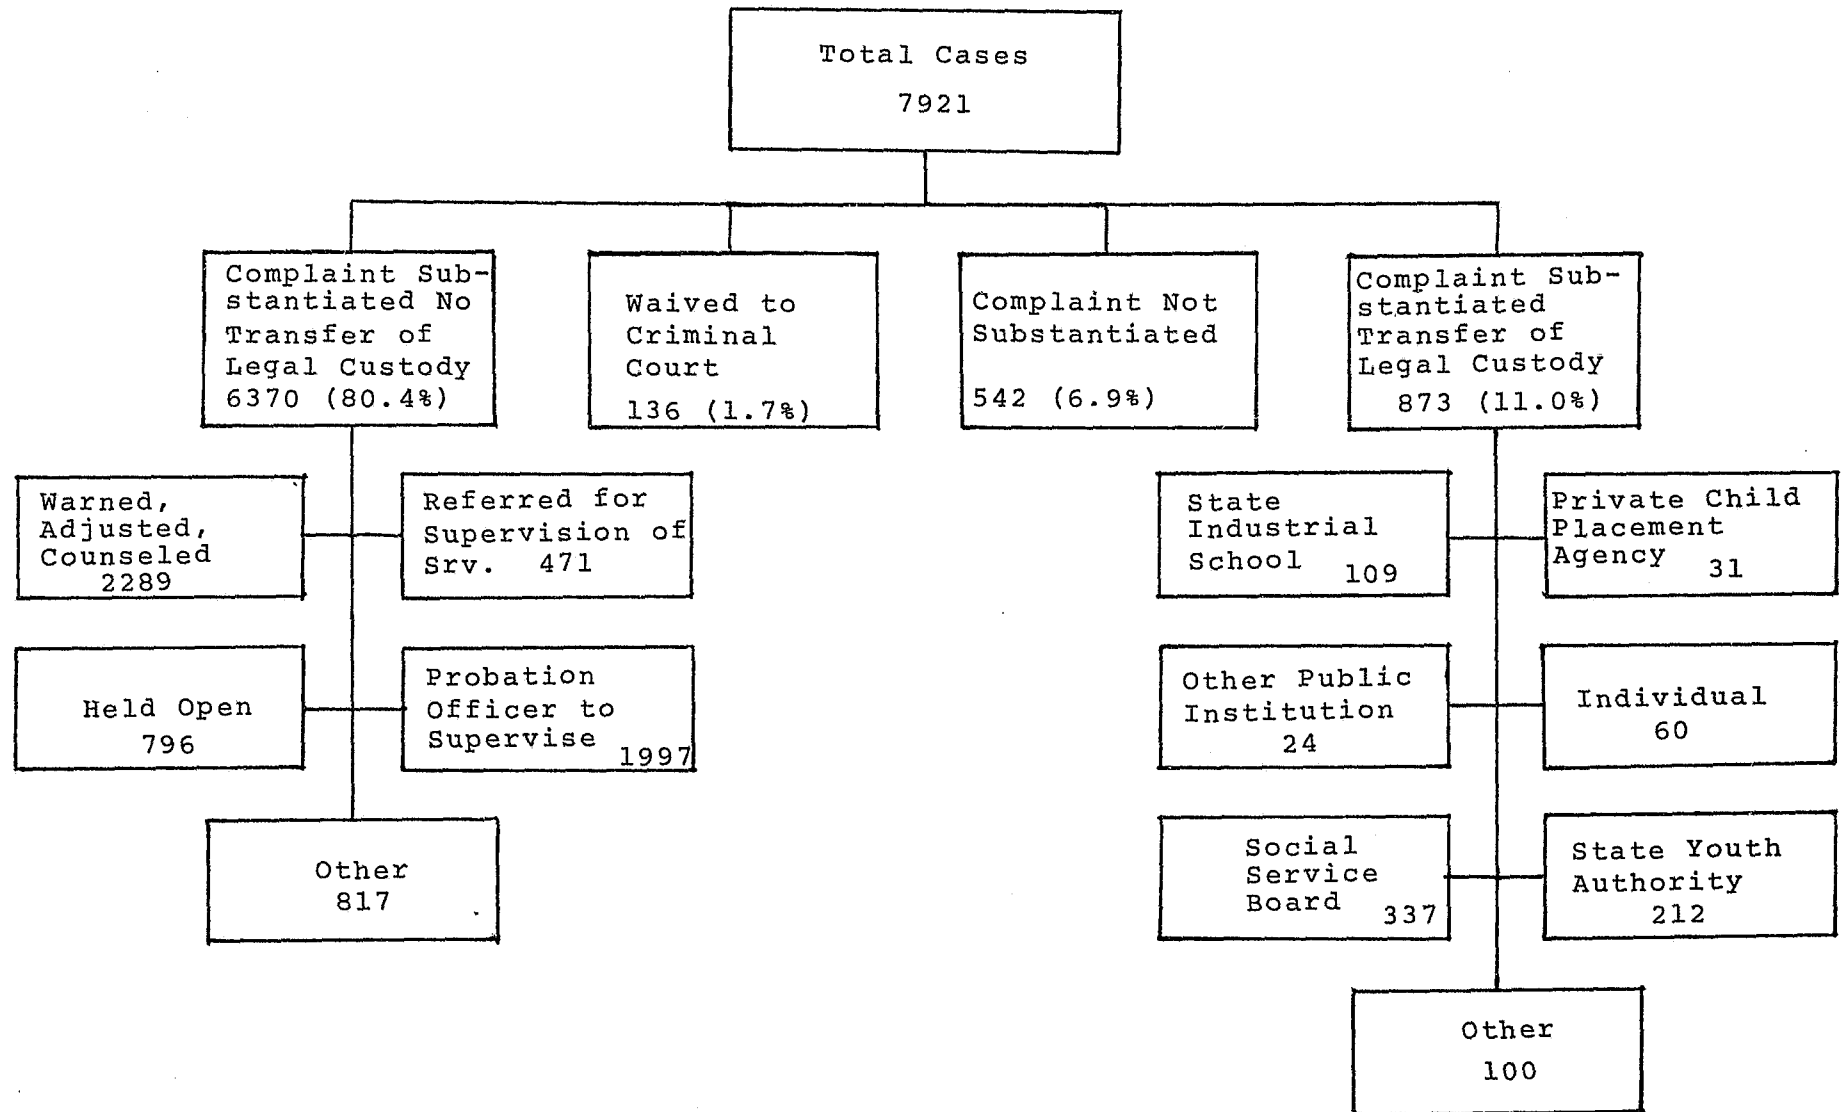 Total Cases
7921
Complaint Sub-
stantiated No
Transfer of
Legal Custody
6370 (80.4%)
Waived to
Criminal
Court
136 (1.7%)
Complaint Not
Substantiated
542 (6.9%)
Complaint Sub-
stantiated
Transfer of
Legal Custody
873 (11.0%)
Warned,
Adjusted,
Counseled
2289
Referred for
Supervision of
Srv. 471
Held Open
796
Probation
Officer to
Supervise 1997
Other
817
State
Industrial
School 109
Private Child
Placement
Agency 31
Other Public
Institution
24
Individual
60
Social
Service
Board 337
State Youth
Authority
212
Other
100